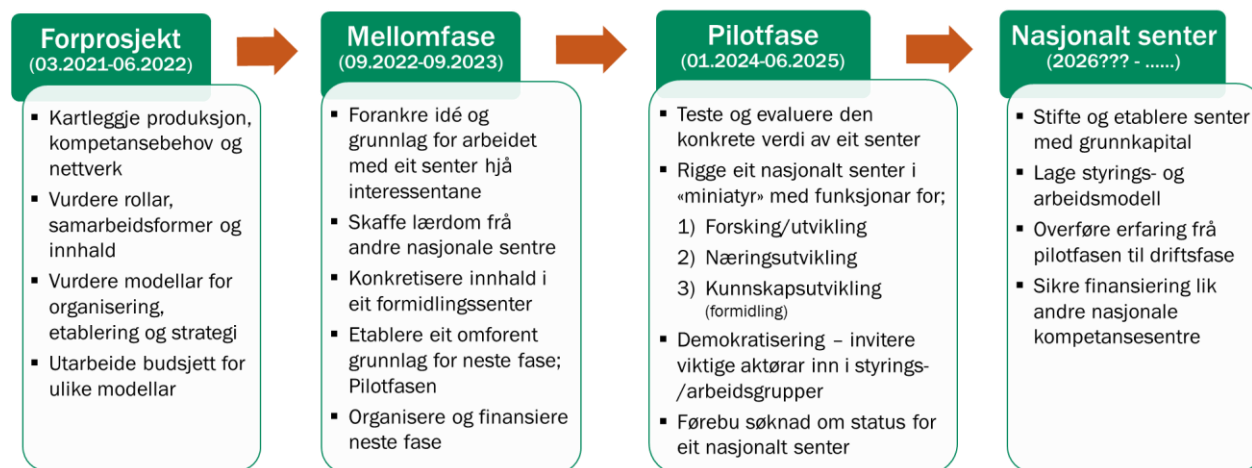 Forprosjekt
(03.2021-06.2022)
▪ Kartleggje produksjon,
kompetansebehov og
nettverk
▪ Vurdere rollar,
samarbeidsformer og
innhald
▪ Vurdere modellar for
organisering,
etablering og strategi
▪ Utarbeide budsjett for
ulike modellar
Mellomfase
(09.2022-09.2023)
▪ Forankre idé og
grunnlag for arbeidet
med eit senter hjå
interessentane
▪ Skaffe lærdom frå
andre nasjonale sentre
▪ Konkretisere innhald i
eit formidlingssenter
▪ Etablere eit omforent
grunnlag for neste fase;
Pilotfasen
▪ Organisere og finansiere
neste fase
Pilotfase
(01.2024-06.2025)
▪ Teste og evaluere den
konkrete verdi av eit senter
▪ Rigge eit nasjonalt senter i
«miniatyr» med funksjonar for;
1) Forsking/utvikling
2) Næringsutvikling
3) Kunnskapsutvikling
(formidling)
▪ Demokratisering – invitere
viktige aktørar inn i styrings-
/arbeidsgrupper
▪ Førebu søknad om status for
eit nasjonalt senter
Nasjonalt senter
(2026??? - ......)
▪ Stifte og etablere senter
med grunnkapital
▪ Lage styrings- og
arbeidsmodell
▪ Overføre erfaring frå
pilotfasen til driftsfase
▪ Sikre finansiering lik
andre nasjonale
kompetansesentre